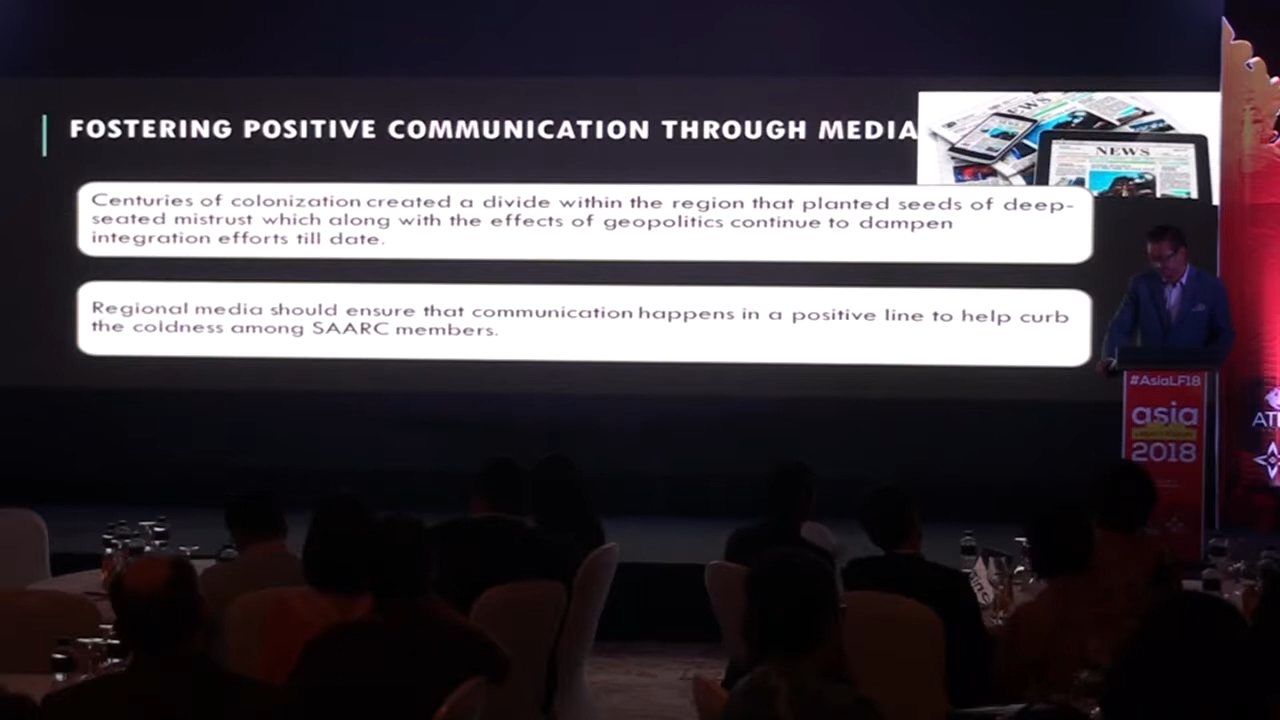 FOSTERING POSITIVE COMMUNICATION THROUGH MEDIA
NEWS
NEWS
Centuries of colonization created a divide within the region that planted seeds of deep-
seated mistrust which along with the effects of geopolitics continue to dampen
integration efforts till date.
Regional media should ensure that communication happens in a positive line to help curb
the coldness among SAARC members.
#AsiaLF18
asia
2018